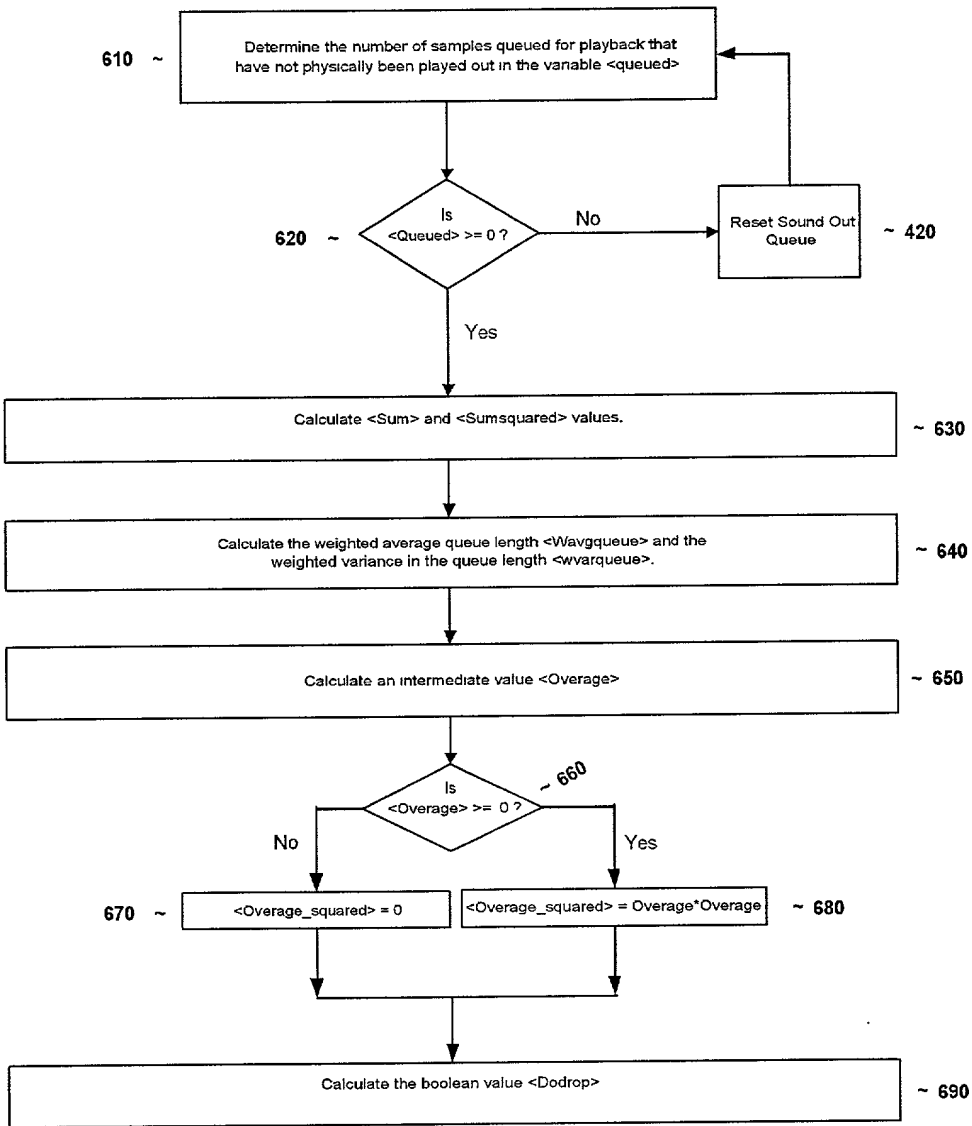 Determine the number of samples queued for playback that
have not physically been played out in the variable <queued>
610 ~
Is
<Queued> >= 0 ?
620 ~
No
Reset Sound Out
Queue
~ 420
Yes
Calculate <Sum> and <Sumsquared> values.
~ 630
Calculate the weighted average queue length <Wavgqueue> and the
weighted variance in the queue length <wvarqueue>.
~ 640
Calculate an intermediate value <Overage>
~ 650
Is
<Overage> >= 0 ?
~ 660
No
Yes
670 ~
<Overage_squared> = 0
<Overage_squared> = Overage*Overage
~ 680
Calculate the boolean value <Dodrop>
~ 690